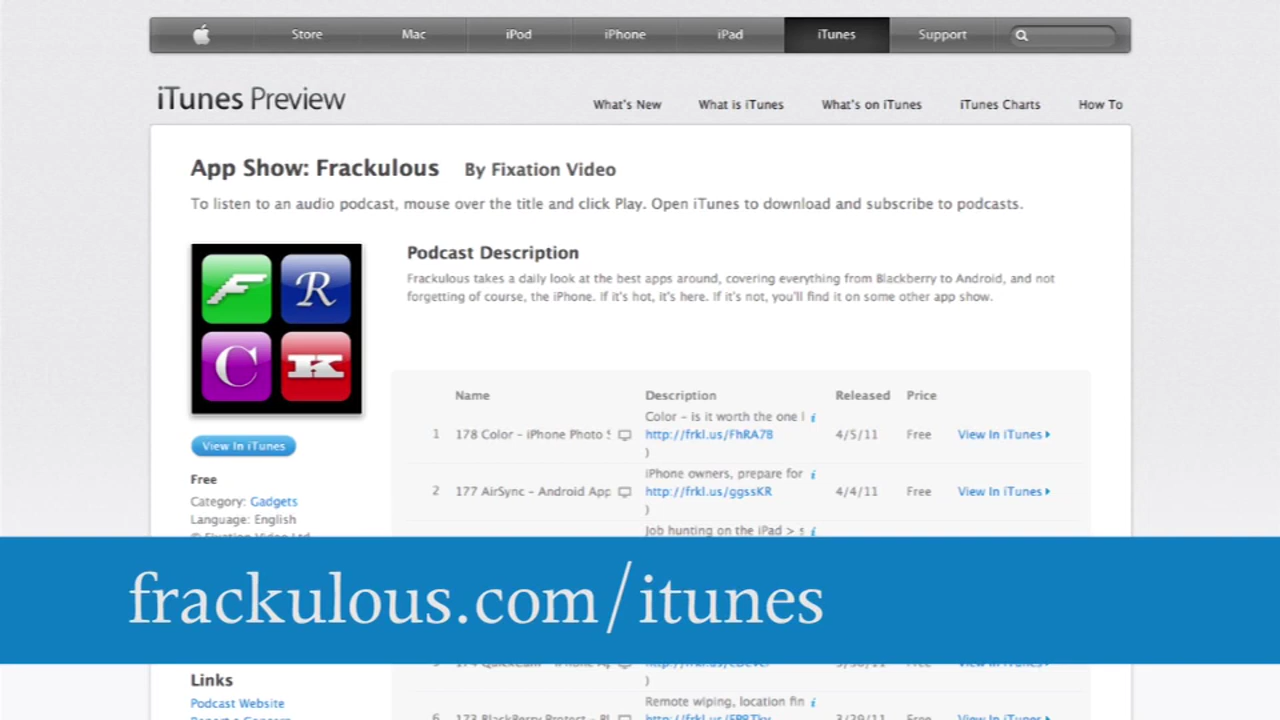 Store Mac iPod iPhone iPad iTunes Support
iTunes Preview
What's New What is iTunes What's on iTunes iTunes Charts How To
App Show: Frackulous By Fixation Video
To listen to an audio podcast, mouse over the title and click Play. Open iTunes to download and subscribe to podcasts.
F R
C K
Podcast Description
Frackulous takes a daily look at the best apps around, covering everything from Blackberry to Android, and not
forgetting of course, the iPhone. If it's hot, it's here. If it's not, you'll find it on some other app show.
View In iTunes
Free
Category: Gadgets
Language: English
Name Description Released Price
Color - is it worth the one
1 178 Color - iPhone Photo http://frkl.us/FhRA7B 4/5/11 Free View In iTunes
)
iPhone owners, prepare for
2 177 AirSync - Android App http://frkl.us/ggssKR 4/4/11 Free View In iTunes
)
Job hunting on the iPad >
frackulous.com/itunes
)
Links
Podcast Website
Remote wiping, location fin